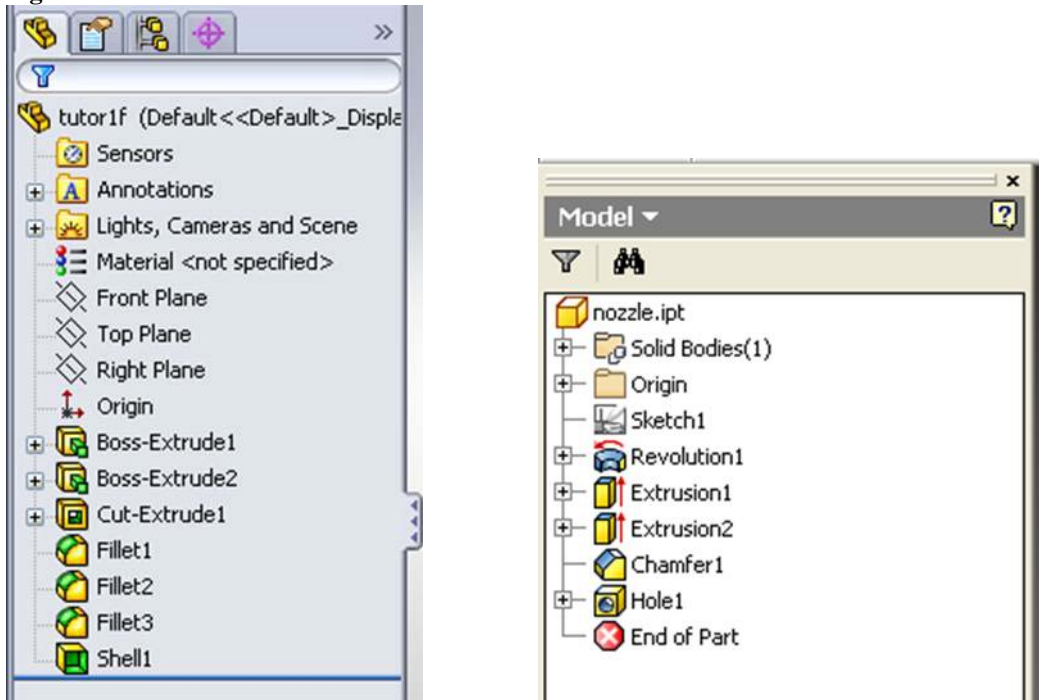 tutor1f (Default<<Default>_Displa
Sensors
A Annotations
Lights, Cameras and Scene
Material <not specified>
Front Plane
Top Plane
Right Plane
Origin
Boss-Extrude1
Boss-Extrude2
Cut-Extrude1
Fillet1
Fillet2
Fillet3
Shell1
Model
nozzle.ipt
Solid Bodies(1)
Origin
Sketch1
Revolution1
Extrusion1
Extrusion2
Chamfer1
Hole1
End of Part